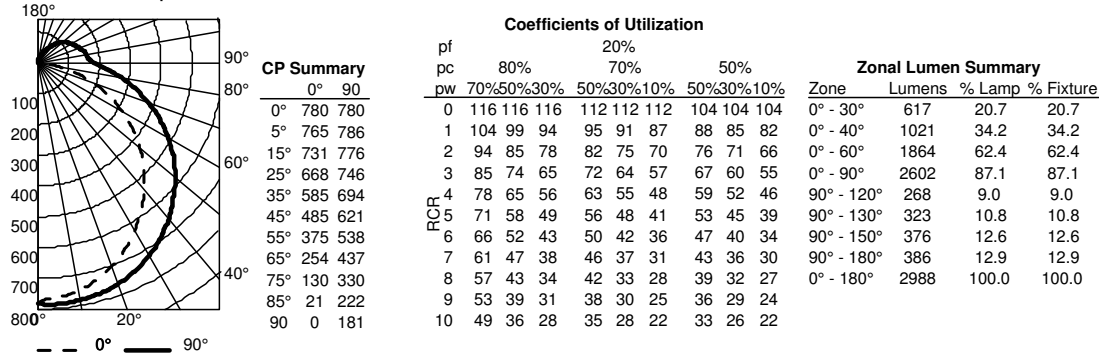 180°
90°
80°
60°
40°
20°
0°
100
200
300
400
500
600
700
800
0° 90°
CP Summary
0° 90
0° 780 780
5° 765 786
15° 731 776
25° 668 746
35° 585 694
45° 485 621
55° 375 538
65° 254 437
75° 130 330
85° 21 222
90 0 181
Coefficients of Utilization
pf 20%
pc 80% 70% 50%
pw 70%50%30% 50%30%10% 50%30%10%
RCR
0 116 116 116 112 112 112 104 104 104
1 104 99 94 95 91 87 88 85 82
2 94 85 78 82 75 70 76 71 66
3 85 74 65 72 64 57 67 60 55
4 78 65 56 63 55 48 59 52 46
5 71 58 49 56 48 41 53 45 39
6 66 52 43 50 42 36 47 40 34
7 61 47 38 46 37 31 43 36 30
8 57 43 34 42 33 28 39 32 27
9 53 39 31 38 30 25 36 29 24
10 49 36 28 35 28 22 33 26 22
Zonal Lumen Summary
Zone Lumens % Lamp % Fixture
0° - 30° 617 20.7 20.7
0° - 40° 1021 34.2 34.2
0° - 60° 1864 62.4 62.4
0° - 90° 2602 87.1 87.1
90° - 120° 268 9.0 9.0
90° - 130° 323 10.8 10.8
90° - 150° 376 12.6 12.6
90° - 180° 386 12.9 12.9
0° - 180° 2988 100.0 100.0